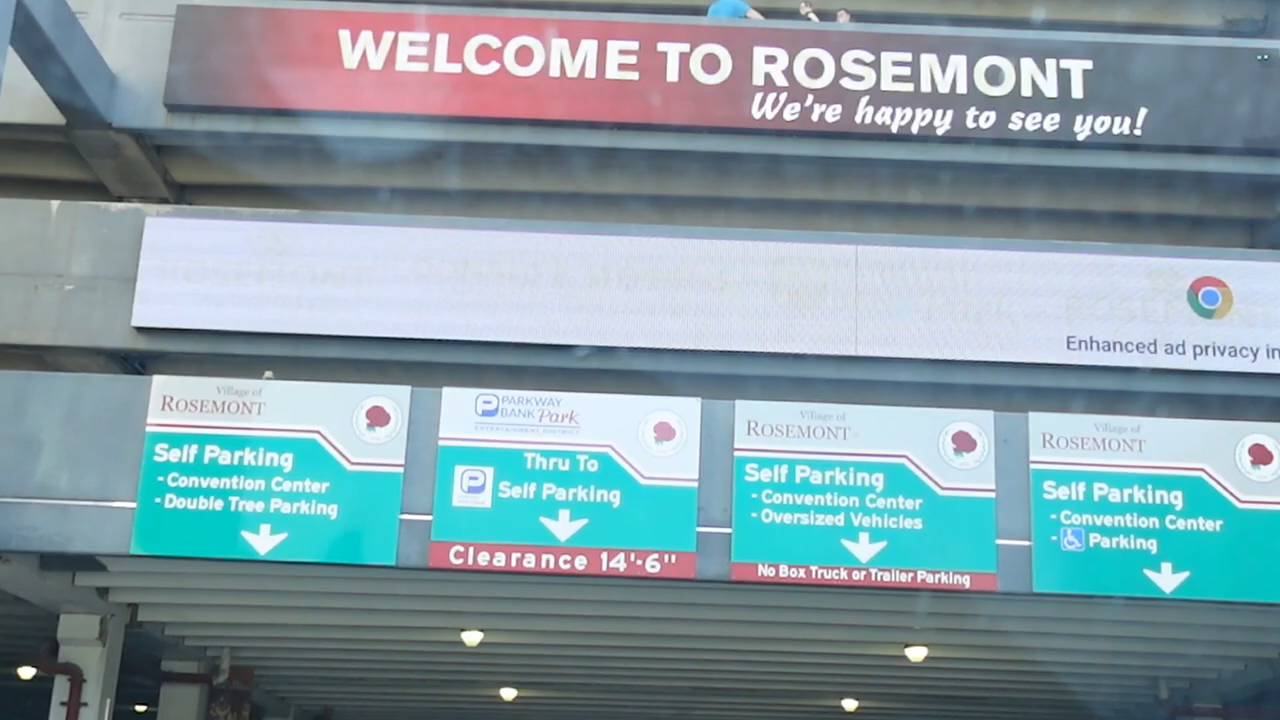 WELCOME TO ROSEMONT
We're happy to see you!
Enhanced ad privacy in
Village of
ROSEMONT
Self Parking
- Convention Center
- Double Tree Parking
P PARKWAY
BANK Park
ENTERTAINMENT DISTRICT
Thru To
P Self Parking
Clearance 14'-6"
Village of
ROSEMONT
Self Parking
- Convention Center
- Oversized Vehicles
No Box Truck or Trailer Parking
Village of
ROSEMONT
Self Parking
- Convention Center
- Parking